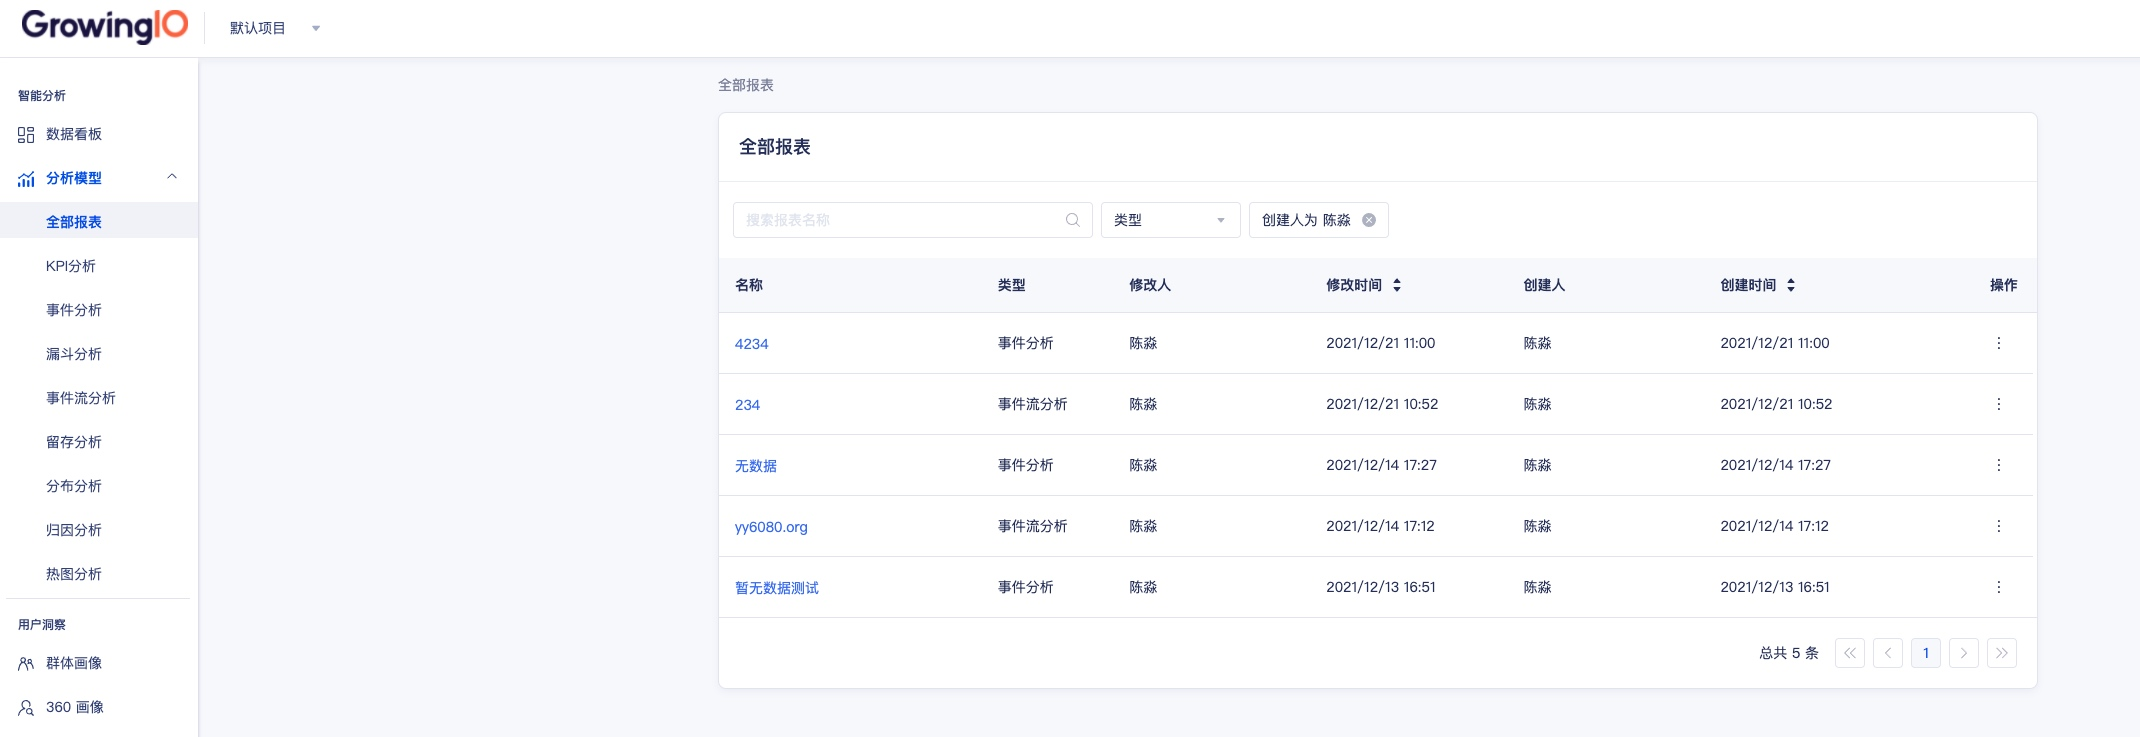 GrowingIO
默认项目
智能分析
数据看板
分析模型
全部报表
KPI分析
事件分析
漏斗分析
事件流分析
留存分析
分布分析
归因分析
热图分析
用户洞察
群体画像
360 画像
全部报表
全部报表
搜索报表名称 类型 创建人为 陈淼
名称 类型 修改人 修改时间 创建人 创建时间 操作
4234 事件分析 陈淼 2021/12/21 11:00 陈淼 2021/12/21 11:00
234 事件流分析 陈淼 2021/12/21 10:52 陈淼 2021/12/21 10:52
无数据 事件分析 陈淼 2021/12/14 17:27 陈淼 2021/12/14 17:27
yy6080.org 事件流分析 陈淼 2021/12/14 17:12 陈淼 2021/12/14 17:12
暂无数据测试 事件分析 陈淼 2021/12/13 16:51 陈淼 2021/12/13 16:51
总共 5 条 1